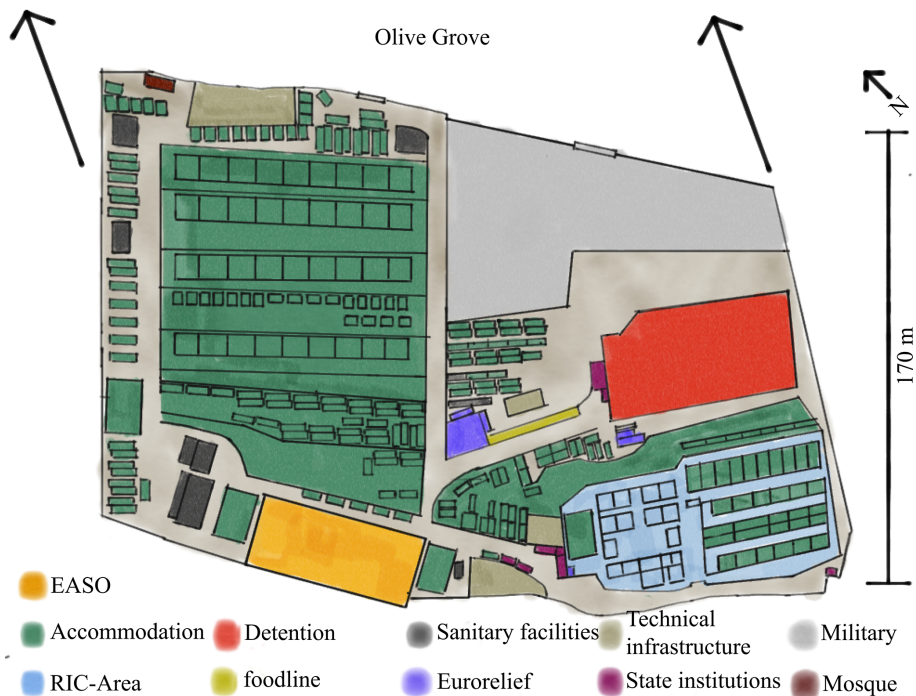 Olive Grove
N
170 m
EASO
Accommodation
Detention
Sanitary facilities
Technical
infrastructure
Military
RIC-Area
foodline
Eurorelief
State institutions
Mosque